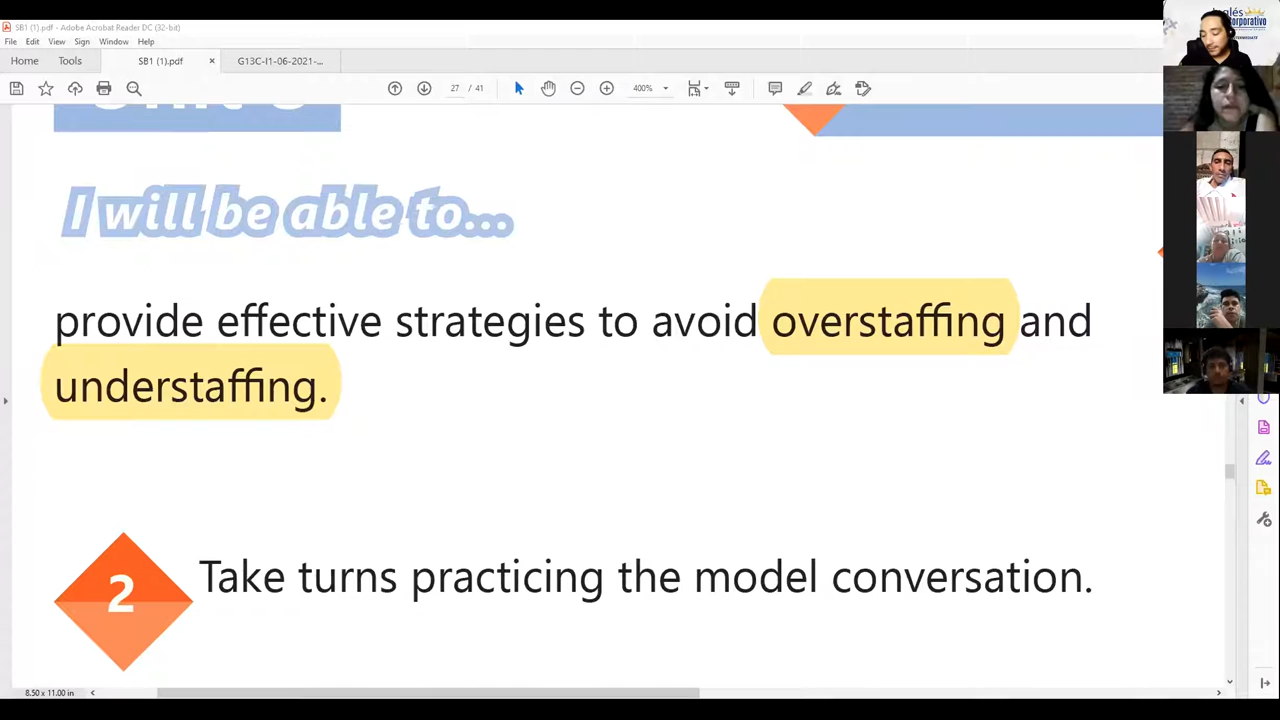 SB1 (1).pdf - Adobe Acrobat Reader DC (32-bit)
File Edit View Sign Window Help
Home Tools SB1 (1).pdf × G13C-I1-06-2021-...
27 / 41 400%
I will be able to...
provide effective strategies to avoid overstaffing and
understaffing.
2 Take turns practicing the model conversation.
8.50 x 11.00 in